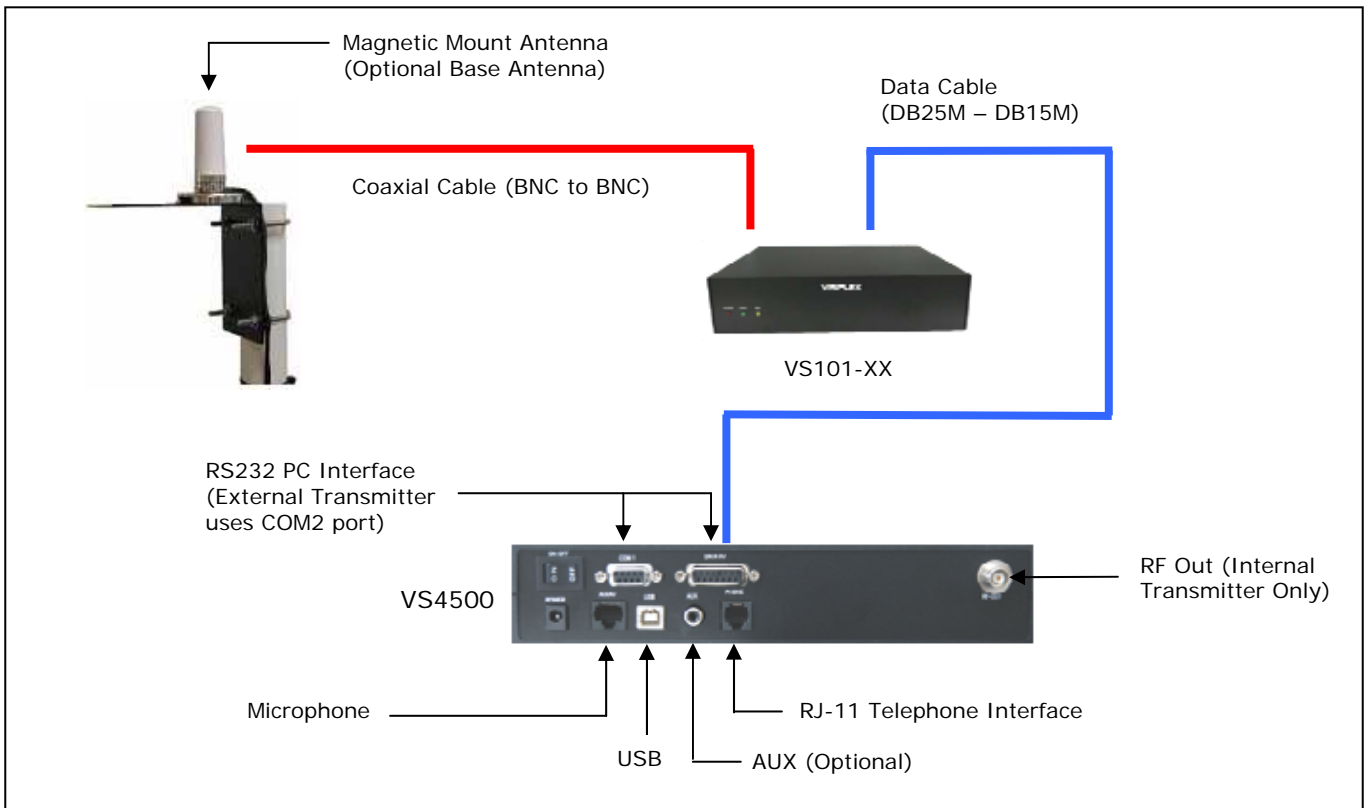 Magnetic Mount Antenna
(Optional Base Antenna)
Data Cable
(DB25M – DB15M)
Coaxial Cable (BNC to BNC)
VS101-XX
RS232 PC Interface
(External Transmitter
uses COM2 port)
COM 1
USB
AUX
RF Out (Internal
Transmitter Only)
VS4500
Microphone
RJ-11 Telephone Interface
USB
AUX (Optional)